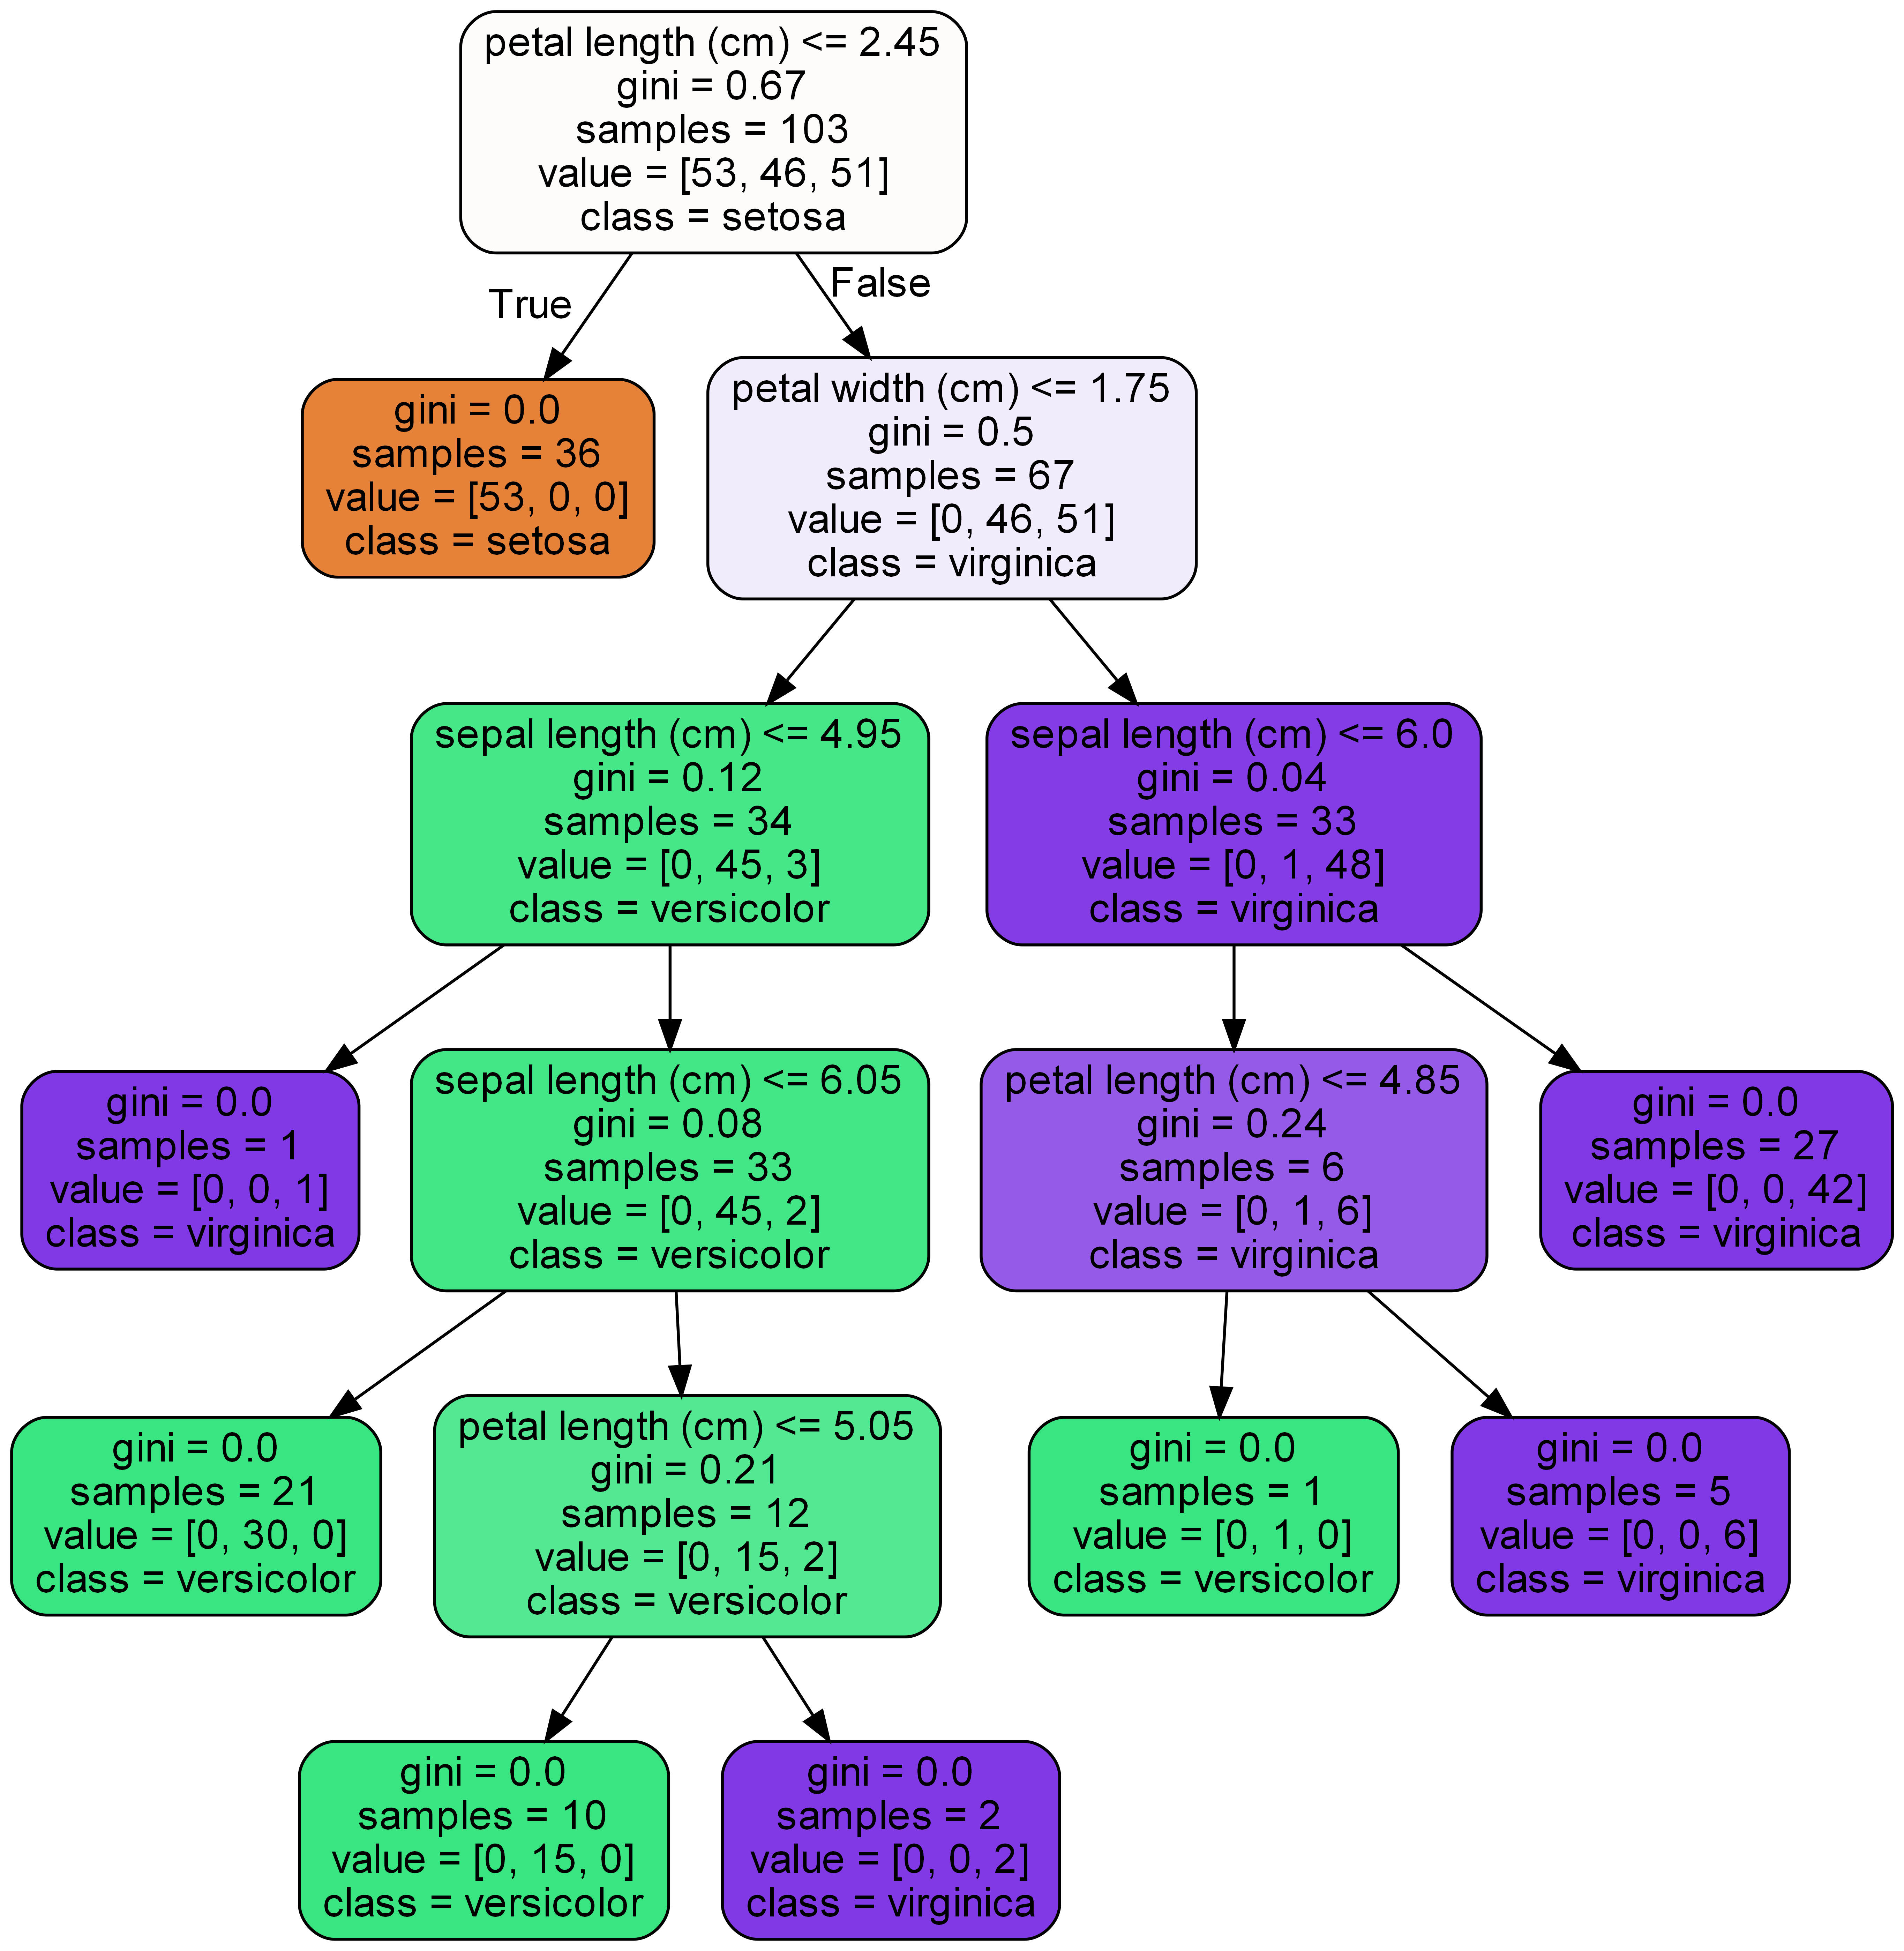 petal length (cm) <= 2.45
gini = 0.67
samples = 103
value = [53, 46, 51]
class = setosa
True
False
gini = 0.0
samples = 36
value = [53, 0, 0]
class = setosa
petal width (cm) <= 1.75
gini = 0.5
samples = 67
value = [0, 46, 51]
class = virginica
sepal length (cm) <= 4.95
gini = 0.12
samples = 34
value = [0, 45, 3]
class = versicolor
sepal length (cm) <= 6.0
gini = 0.04
samples = 33
value = [0, 1, 48]
class = virginica
gini = 0.0
samples = 1
value = [0, 0, 1]
class = virginica
sepal length (cm) <= 6.05
gini = 0.08
samples = 33
value = [0, 45, 2]
class = versicolor
petal length (cm) <= 4.85
gini = 0.24
samples = 6
value = [0, 1, 6]
class = virginica
gini = 0.0
samples = 27
value = [0, 0, 42]
class = virginica
gini = 0.0
samples = 21
value = [0, 30, 0]
class = versicolor
petal length (cm) <= 5.05
gini = 0.21
samples = 12
value = [0, 15, 2]
class = versicolor
gini = 0.0
samples = 1
value = [0, 1, 0]
class = versicolor
gini = 0.0
samples = 5
value = [0, 0, 6]
class = virginica
gini = 0.0
samples = 10
value = [0, 15, 0]
class = versicolor
gini = 0.0
samples = 2
value = [0, 0, 2]
class = virginica